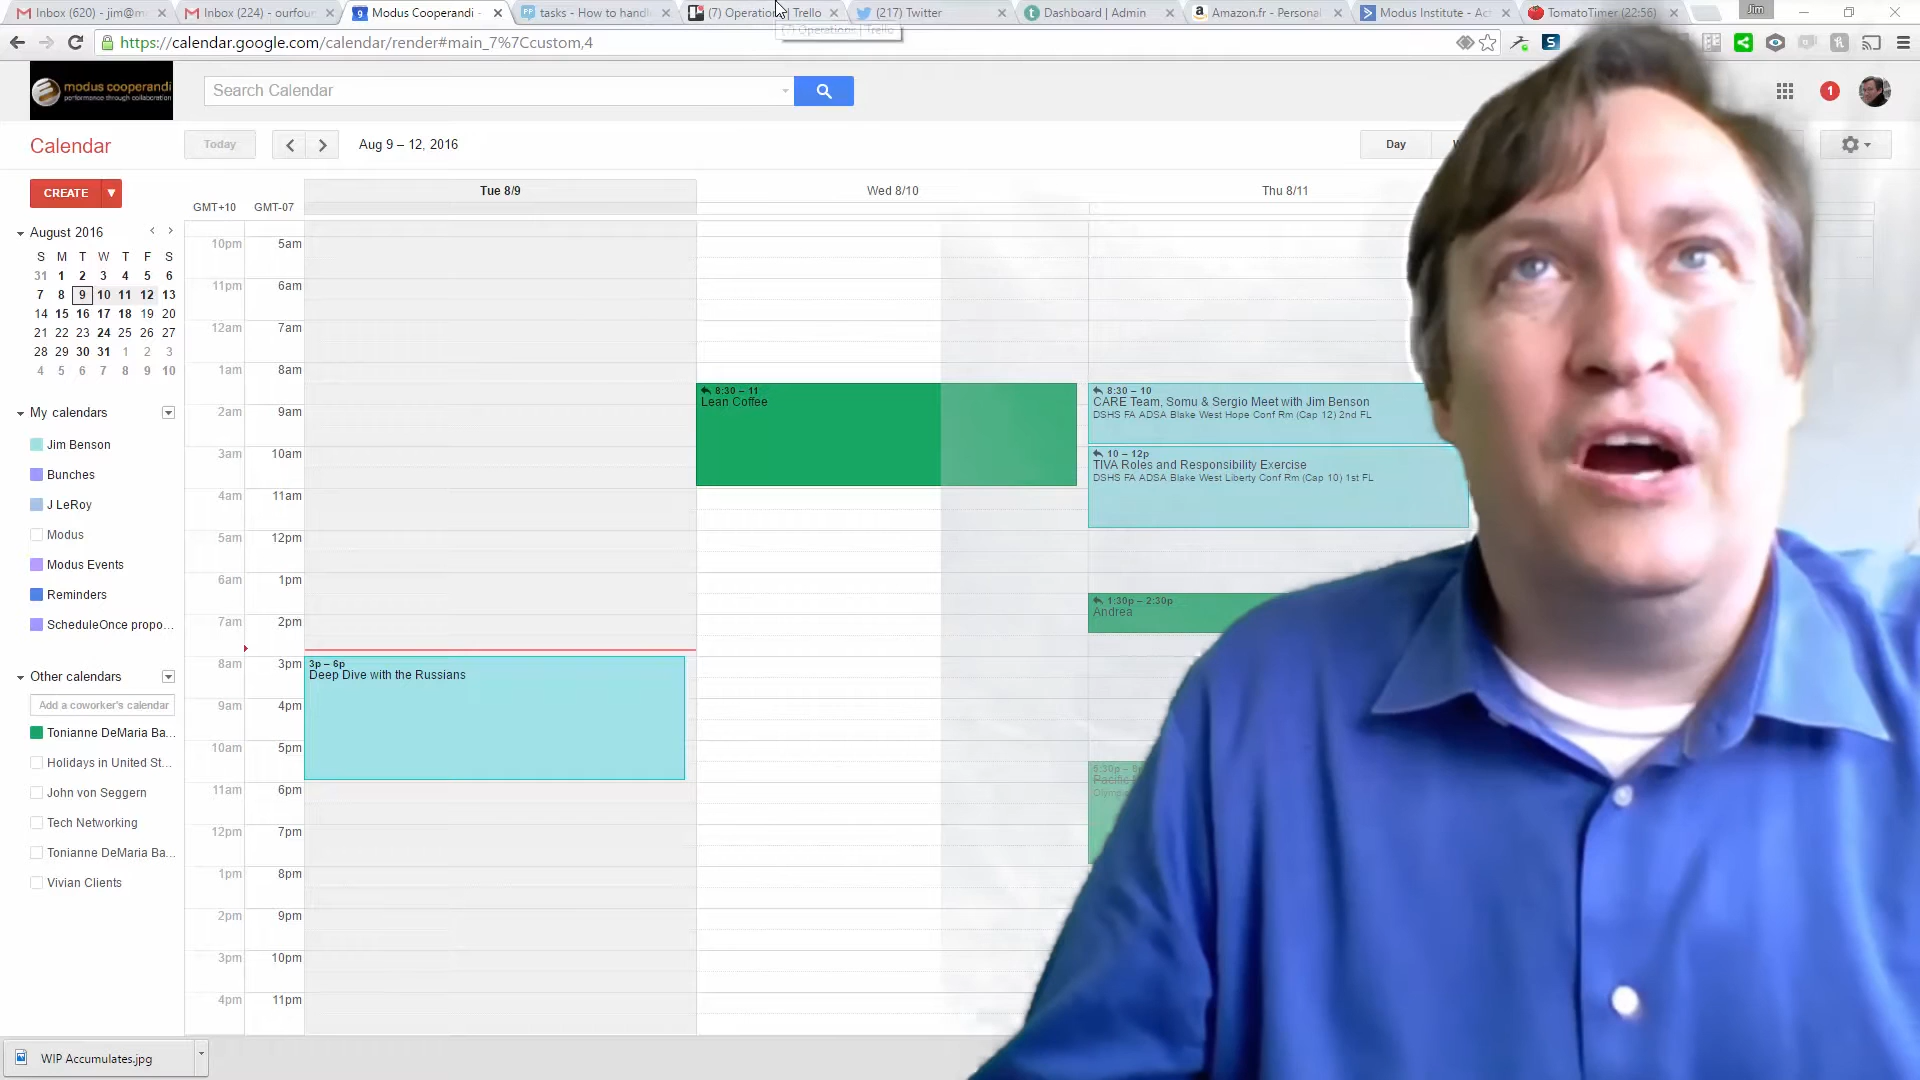 Inbox (620) - jim@m
Inbox (224) - ourfour
Modus Cooperandi -
tasks - How to handl
(7) Operation | Trello
(217) Twitter
Dashboard | Admin
Amazon.fr - Persona
Modus Institute - Ac
TomatoTimer (22:56)
Jim
https://calendar.google.com/calendar/render#main_7%7Ccustom,4
(7) Operations | Trello
modus cooperandi
performance through collaboration
Search Calendar
1
Calendar
Today
Aug 9 – 12, 2016
Day
CREATE
GMT+10 GMT-07
Tue 8/9
Wed 8/10
Thu 8/11
August 2016
S M T W T F S
31 1 2 3 4 5 6
7 8 9 10 11 12 13
14 15 16 17 18 19 20
21 22 23 24 25 26 27
28 29 30 31 1 2 3
4 5 6 7 8 9 10
My calendars
Jim Benson
Bunches
J LeRoy
Modus
Modus Events
Reminders
ScheduleOnce propo...
Other calendars
Add a coworker's calendar
Tonianne DeMaria Ba...
Holidays in United St...
John von Seggern
Tech Networking
Tonianne DeMaria Ba...
Vivian Clients
10pm 5am
11pm 6am
12am 7am
1am 8am
2am 9am
3am 10am
4am 11am
5am 12pm
6am 1pm
7am 2pm
8am 3pm
9am 4pm
10am 5pm
11am 6pm
12pm 7pm
1pm 8pm
2pm 9pm
3pm 10pm
4pm 11pm
3p – 6p
Deep Dive with the Russians
8:30 – 11
Lean Coffee
8:30 – 10
CARE Team, Somu & Sergio Meet with Jim Benson
DSHS FA ADSA Blake West Hope Conf Rm (Cap 12) 2nd FL
10 – 12p
TIVA Roles and Responsibility Exercise
DSHS FA ADSA Blake West Liberty Conf Rm (Cap 10) 1st FL
1:30p – 2:30p
Andrea
WIP Accumulates.jpg